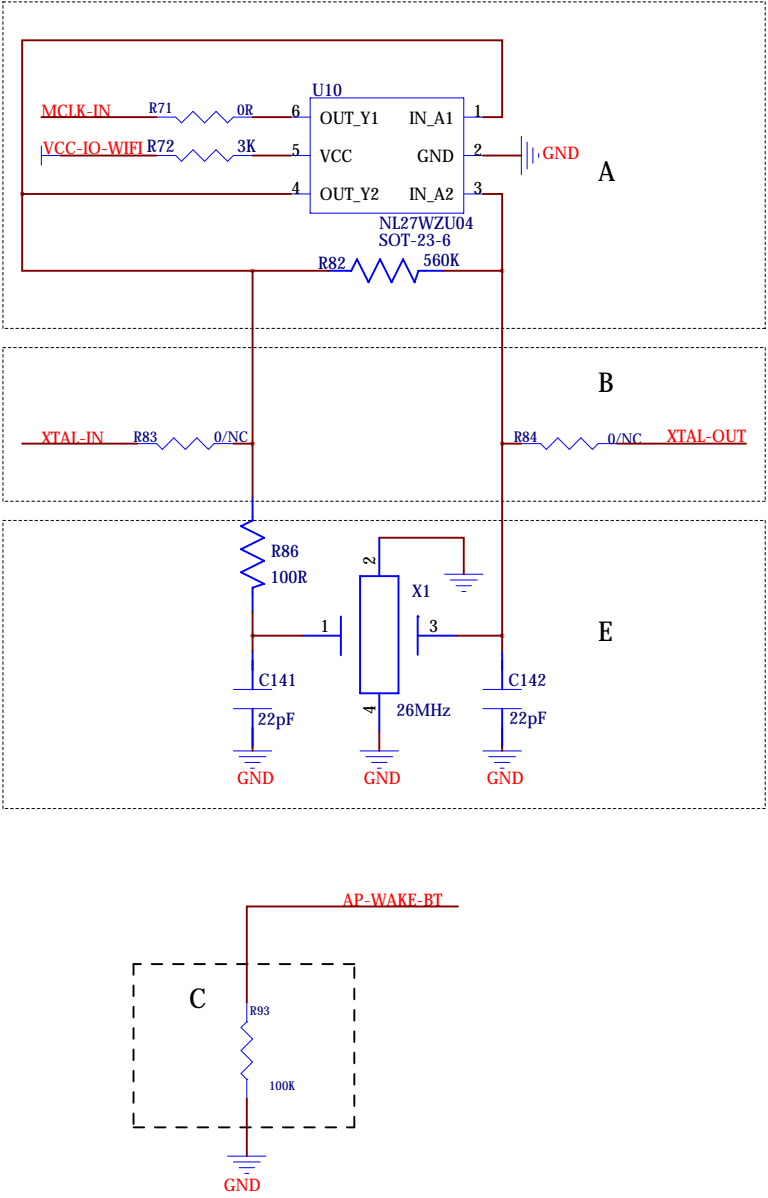 U10
MCLK-IN R71 0R 6 OUT_Y1 IN_A1 1
VCC-IO-WIFI R72 3K 5 VCC GND 2 GND
A
4 OUT_Y2 IN_A2 3
NL27WZU04
SOT-23-6
R82 560K
B
XTAL-IN R83 0/NC R84 0/NC XTAL-OUT
R86
100R
2
X1
1 3
E
C141 C142
4 26MHz
22pF 22pF
GND GND GND
AP-WAKE-BT
C
R93
100K
GND